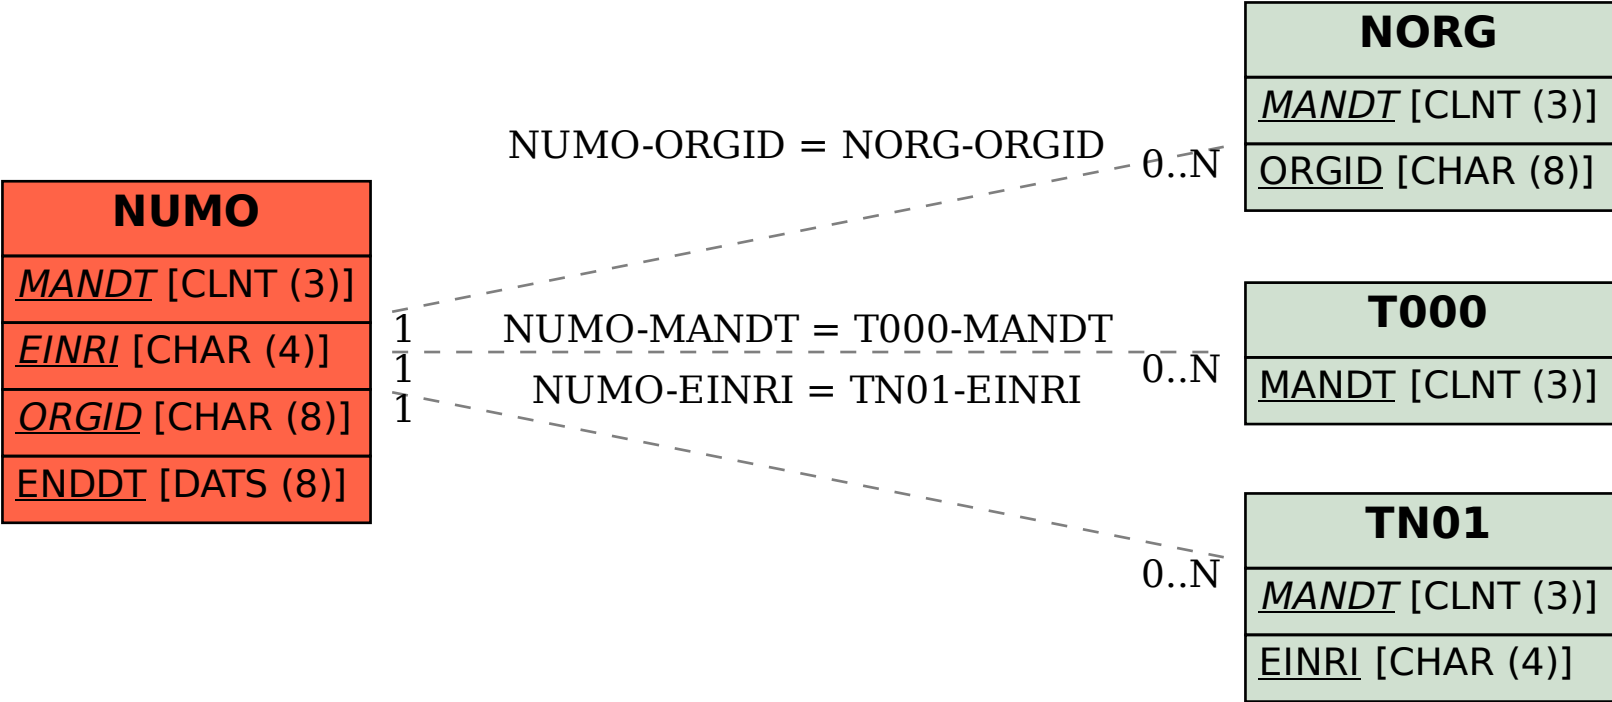 NUMO
MANDT [CLNT (3)]
EINRI [CHAR (4)]
ORGID [CHAR (8)]
ENDDT [DATS (8)]
NUMO-ORGID = NORG-ORGID
0..N
1
NUMO-MANDT = T000-MANDT
0..N
1
NUMO-EINRI = TN01-EINRI
0..N
1
NORG
MANDT [CLNT (3)]
ORGID [CHAR (8)]
T000
MANDT [CLNT (3)]
TN01
MANDT [CLNT (3)]
EINRI [CHAR (4)]